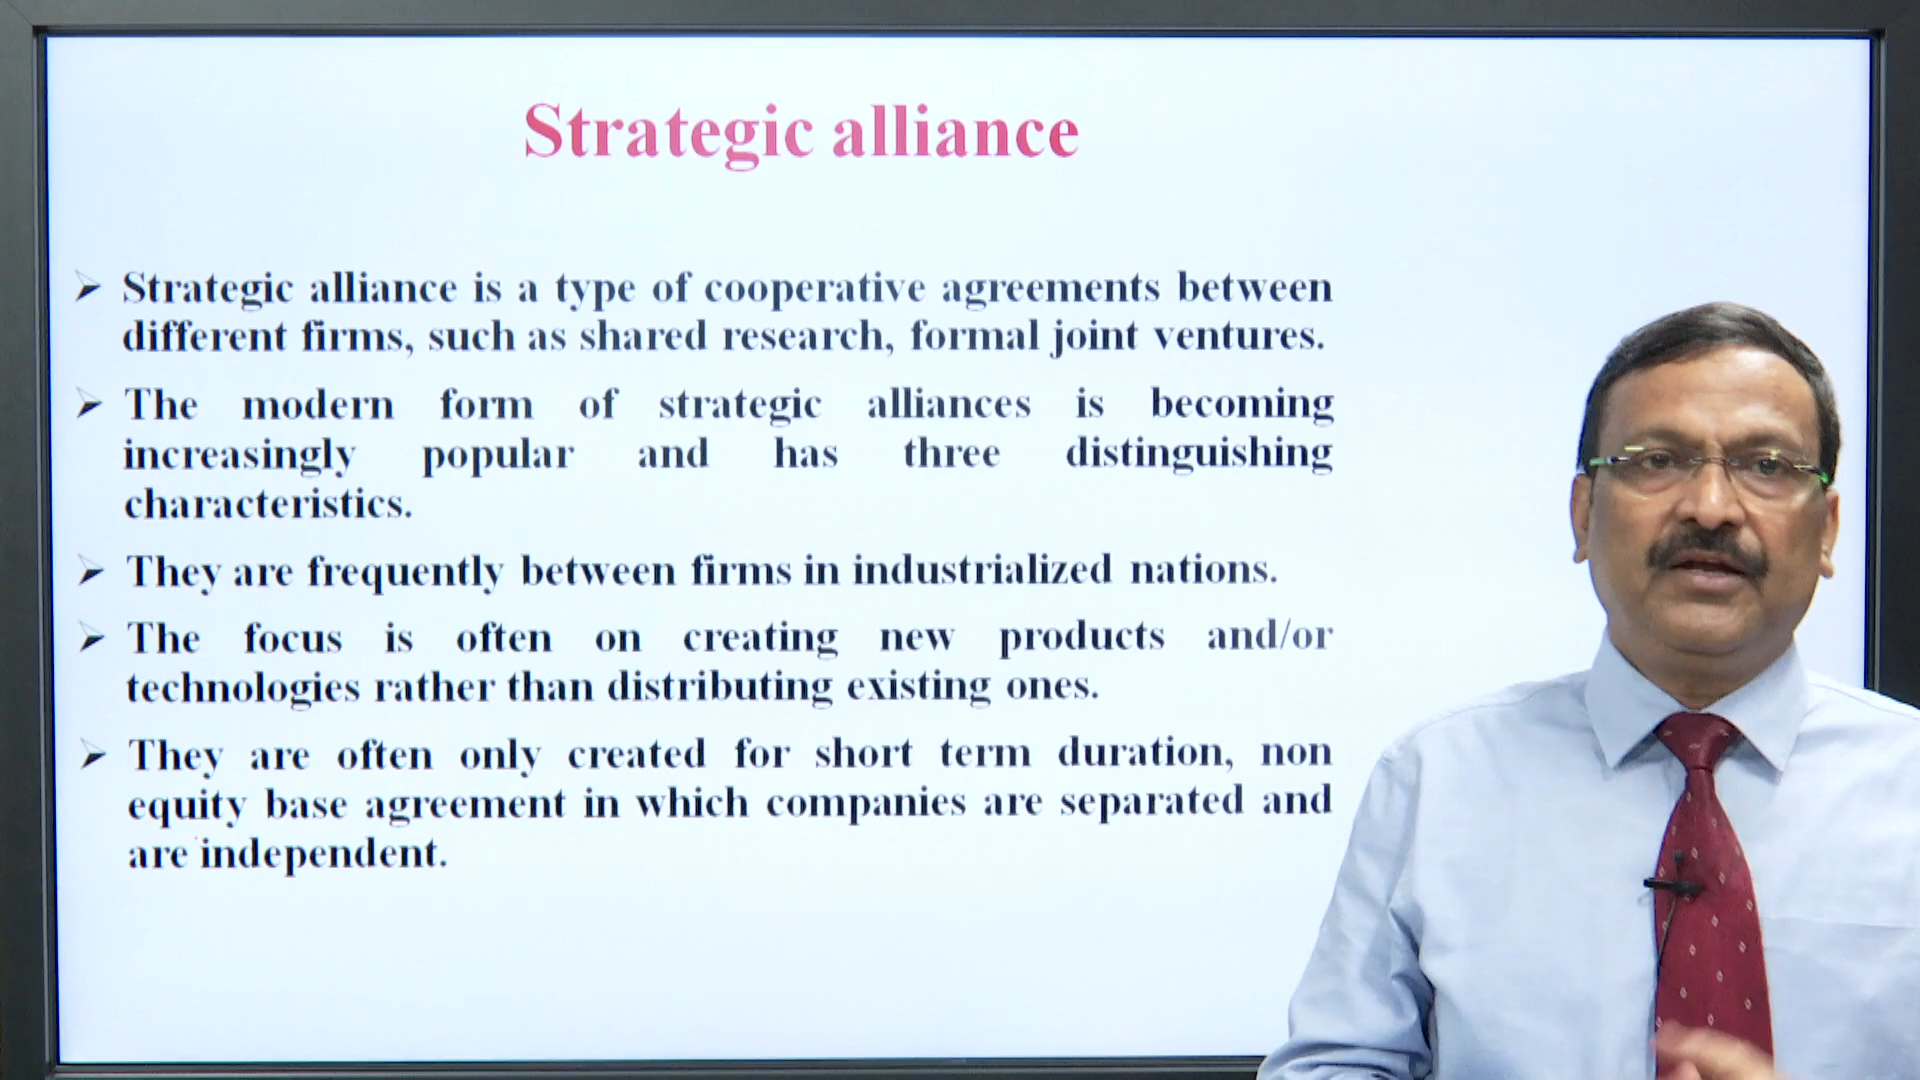 Strategic alliance
Strategic alliance is a type of cooperative agreements between
different firms, such as shared research, formal joint ventures.
The modern form of strategic alliances is becoming
increasingly popular and has three distinguishing
characteristics.
They are frequently between firms in industrialized nations.
The focus is often on creating new products and/or
technologies rather than distributing existing ones.
They are often only created for short term duration, non
equity base agreement in which companies are separated and
are independent.